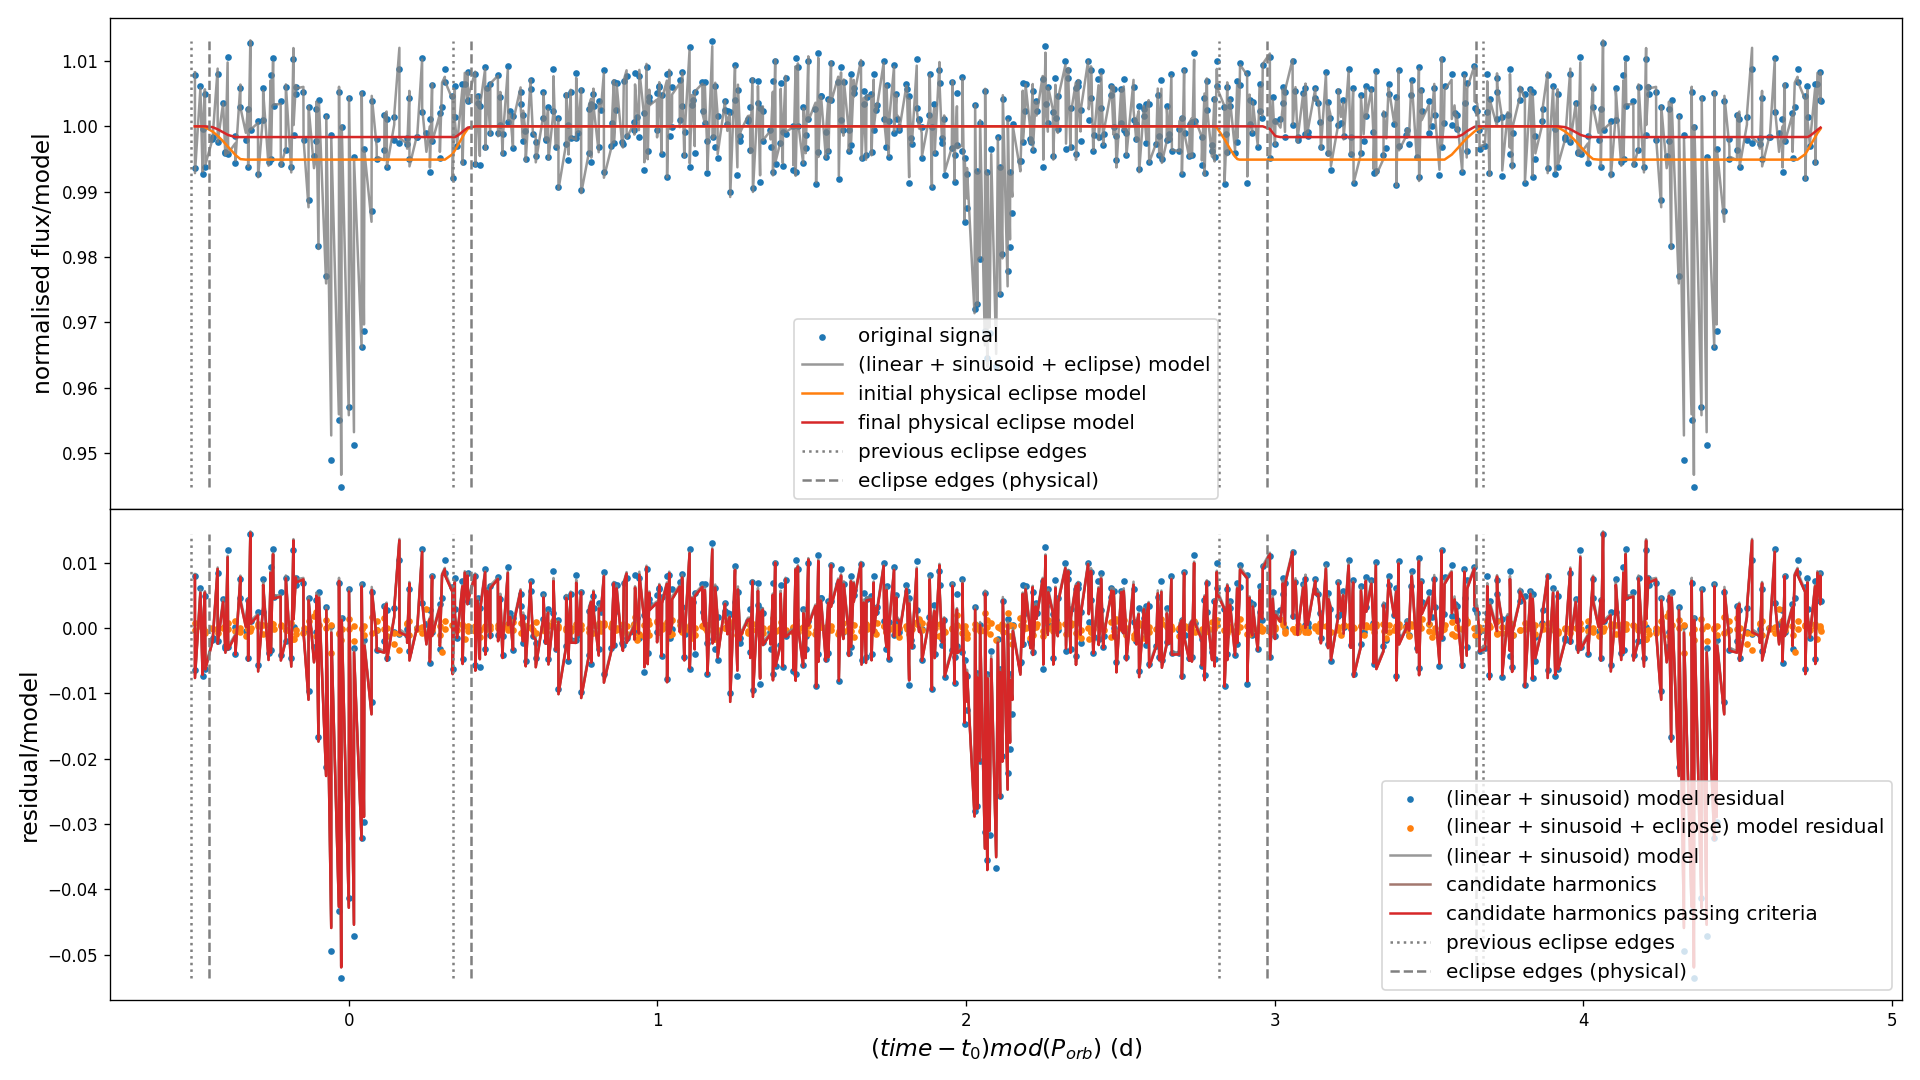 normalised flux/model
1.01
1.00
0.99
0.98
0.97
0.96
0.95
original signal
(linear + sinusoid + eclipse) model
initial physical eclipse model
final physical eclipse model
previous eclipse edges
eclipse edges (physical)
residual/model
0.01
0.00
−0.01
−0.02
−0.03
−0.04
−0.05
(linear + sinusoid) model residual
(linear + sinusoid + eclipse) model residual
(linear + sinusoid) model
candidate harmonics
candidate harmonics passing criteria
previous eclipse edges
eclipse edges (physical)
0 1 2 3 4 5
(time − t₀)mod(P_orb) (d)